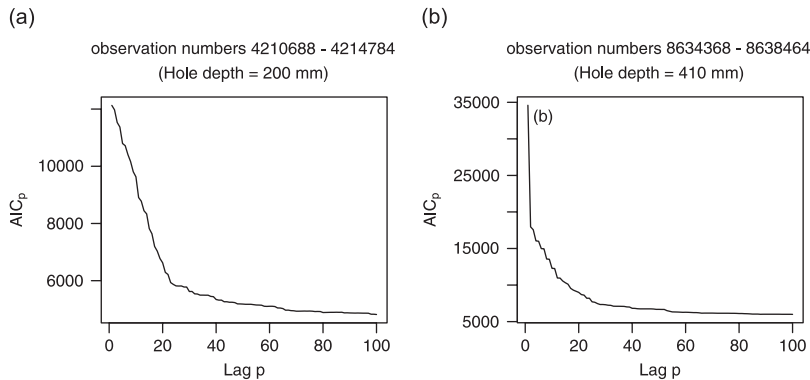 (a)
observation numbers 4210688 - 4214784
(Hole depth = 200 mm)
AICp
10000
8000
6000
0 20 40 60 80 100
Lag p
(b)
observation numbers 8634368 - 8638464
(Hole depth = 410 mm)
(b)
AICp
35000
25000
15000
5000
0 20 40 60 80 100
Lag p